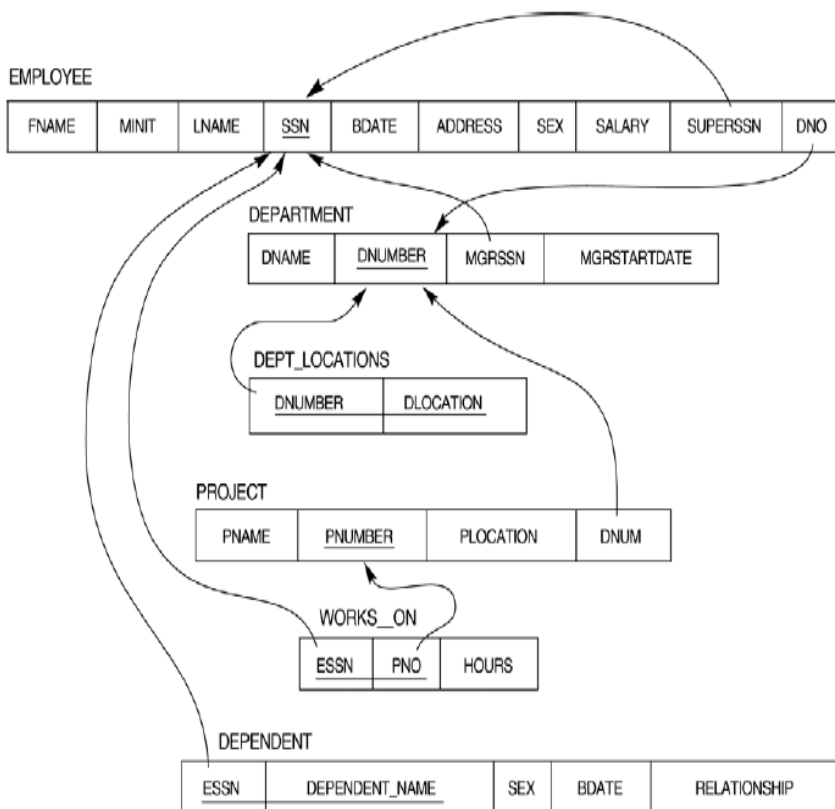 EMPLOYEE
FNAME MINIT LNAME SSN BDATE ADDRESS SEX SALARY SUPERSSN DNO
DEPARTMENT
DNAME DNUMBER MGRSSN MGRSTARTDATE
DEPT_LOCATIONS
DNUMBER DLOCATION
PROJECT
PNAME PNUMBER PLOCATION DNUM
WORKS_ON
ESSN PNO HOURS
DEPENDENT
ESSN DEPENDENT_NAME SEX BDATE RELATIONSHIP